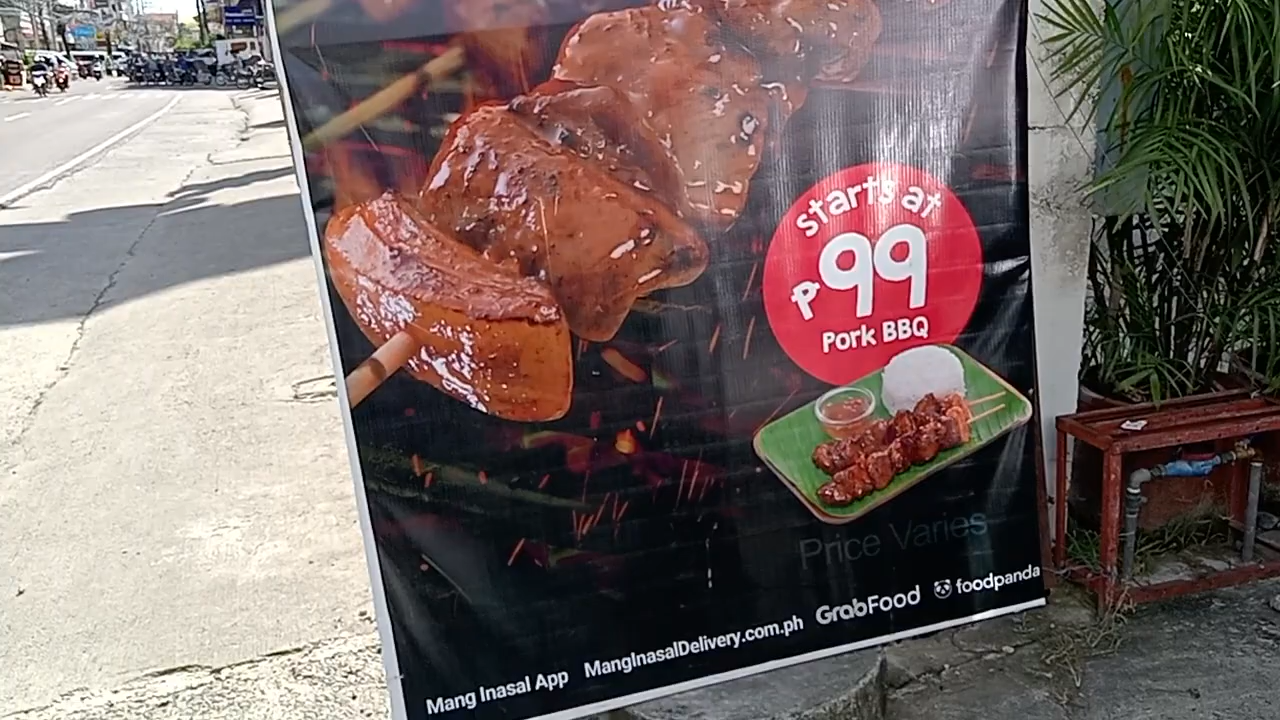 starts at
₱99
Pork BBQ
Price Varies
Mang Inasal App MangInasalDelivery.com.ph GrabFood foodpanda